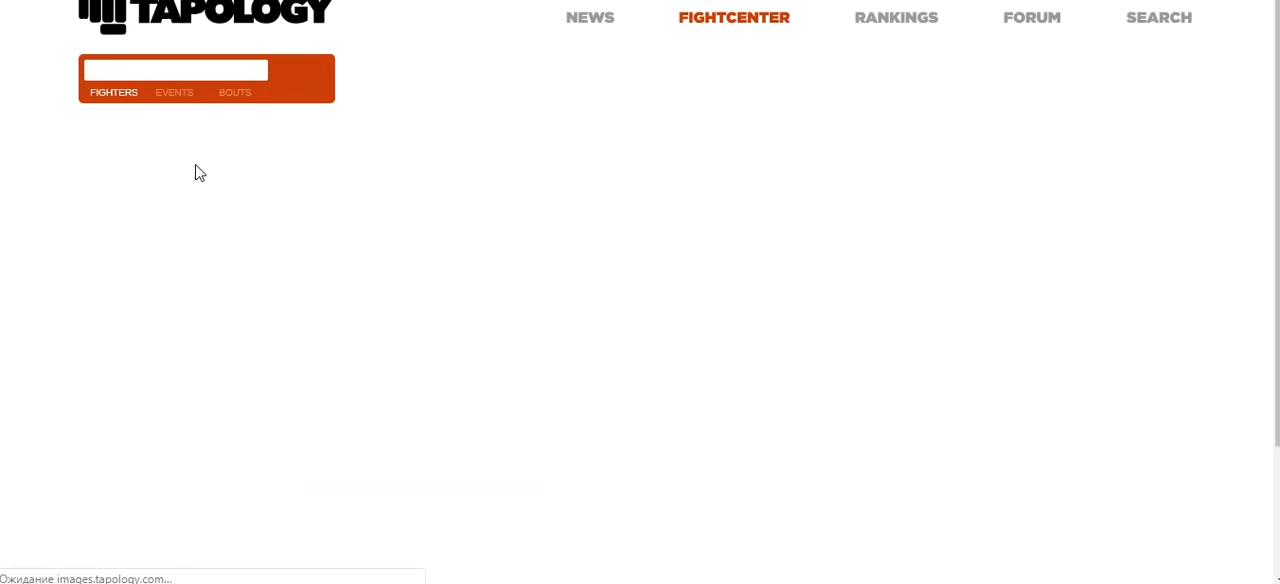 TAPOLOGY
NEWS FIGHTCENTER RANKINGS FORUM SEARCH
FIGHTERS EVENTS BOUTS
Ожидание images.tapology.com...